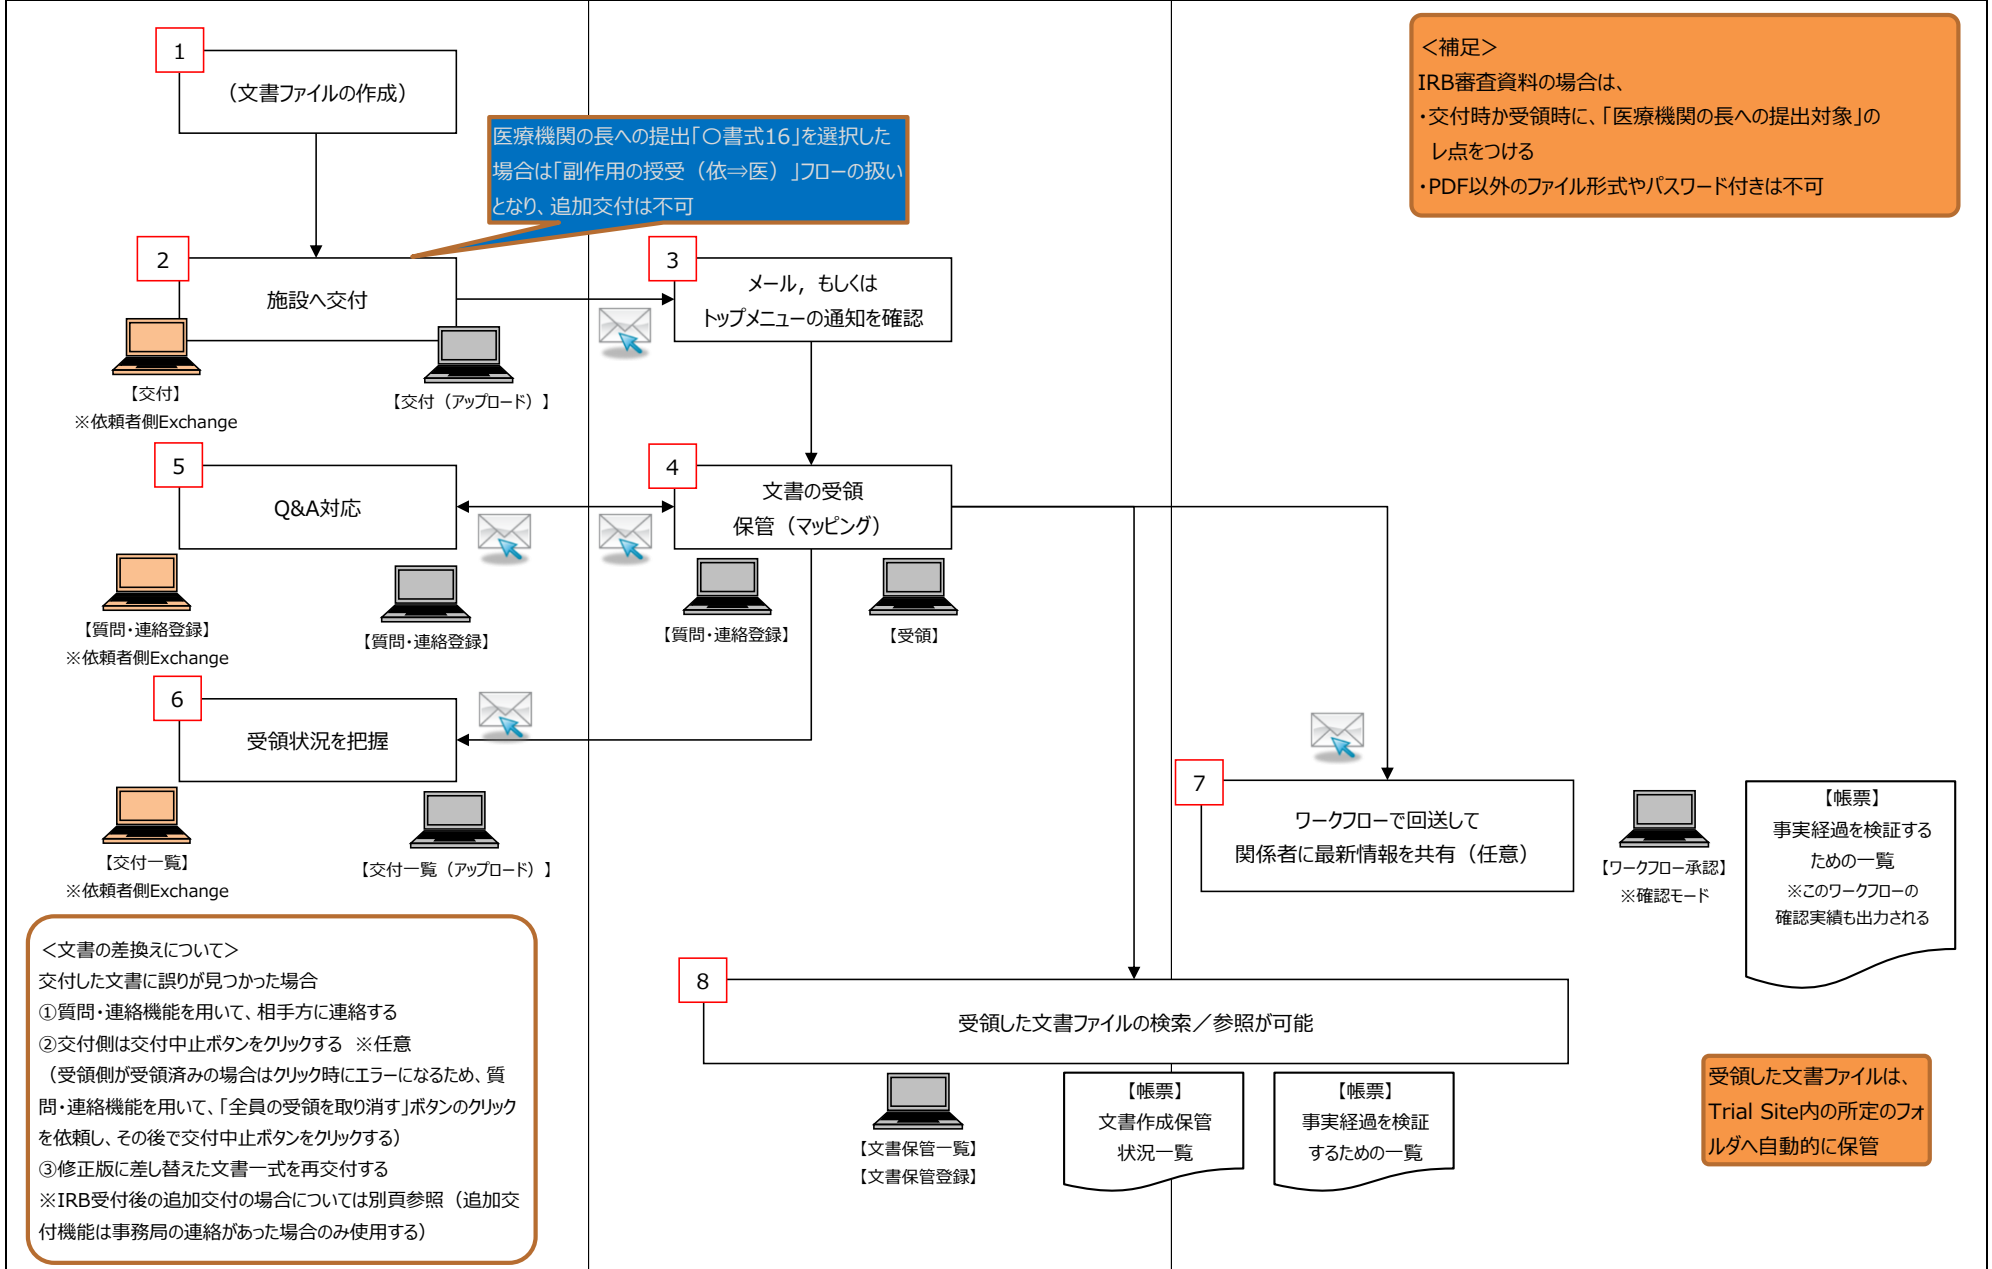 1
（文書ファイルの作成）
＜補足＞
IRB審査資料の場合は、
・交付時か受領時に、「医療機関の長への提出対象」の
レ点をつける
・PDF以外のファイル形式やパスワード付きは不可
医療機関の長への提出「〇書式16」を選択した
場合は「副作用の授受（依⇒医）」フローの扱い
となり、追加交付は不可
2
施設へ交付
【交付】
※依頼者側Exchange
【交付（アップロード）】
3
メール，もしくは
トップメニューの通知を確認
5
Q&A対応
【質問・連絡登録】
※依頼者側Exchange
【質問・連絡登録】
4
文書の受領
保管（マッピング）
【質問・連絡登録】
【受領】
6
受領状況を把握
【交付一覧】
※依頼者側Exchange
【交付一覧（アップロード）】
7
ワークフローで回送して
関係者に最新情報を共有（任意）
【ワークフロー承認】
※確認モード
【帳票】
事実経過を検証する
ための一覧
※このワークフローの
確認実績も出力される
＜文書の差換えについて＞
交付した文書に誤りが見つかった場合
①質問・連絡機能を用いて、相手方に連絡する
②交付側は交付中止ボタンをクリックする　※任意
（受領側が受領済みの場合はクリック時にエラーになるため、質
問・連絡機能を用いて、「全員の受領を取り消す」ボタンのクリック
を依頼し、その後で交付中止ボタンをクリックする）
③修正版に差し替えた文書一式を再交付する
※IRB受付後の追加交付の場合については別頁参照（追加交
付機能は事務局の連絡があった場合のみ使用する）
8
受領した文書ファイルの検索／参照が可能
【文書保管一覧】
【文書保管登録】
【帳票】
文書作成保管
状況一覧
【帳票】
事実経過を検証
するための一覧
受領した文書ファイルは、
Trial Site内の所定のフォ
ルダへ自動的に保管